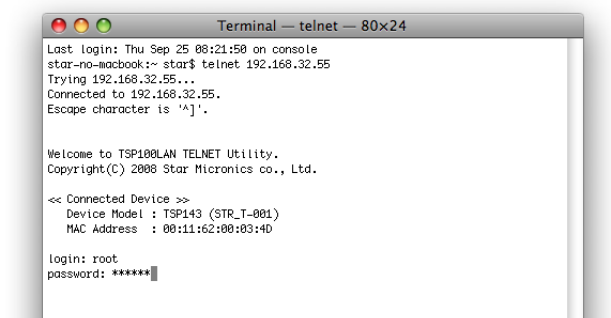 Terminal — telnet — 80×24
Last login: Thu Sep 25 08:21:50 on console
star-no-macbook:~ star$ telnet 192.168.32.55
Trying 192.168.32.55...
Connected to 192.168.32.55.
Escape character is '^]'.
Welcome to TSP100LAN TELNET Utility.
Copyright(C) 2008 Star Micronics co., Ltd.
<< Connected Device >>
Device Model : TSP143 (STR_T-001)
MAC Address : 00:11:62:00:03:4D
login: root
password: ******